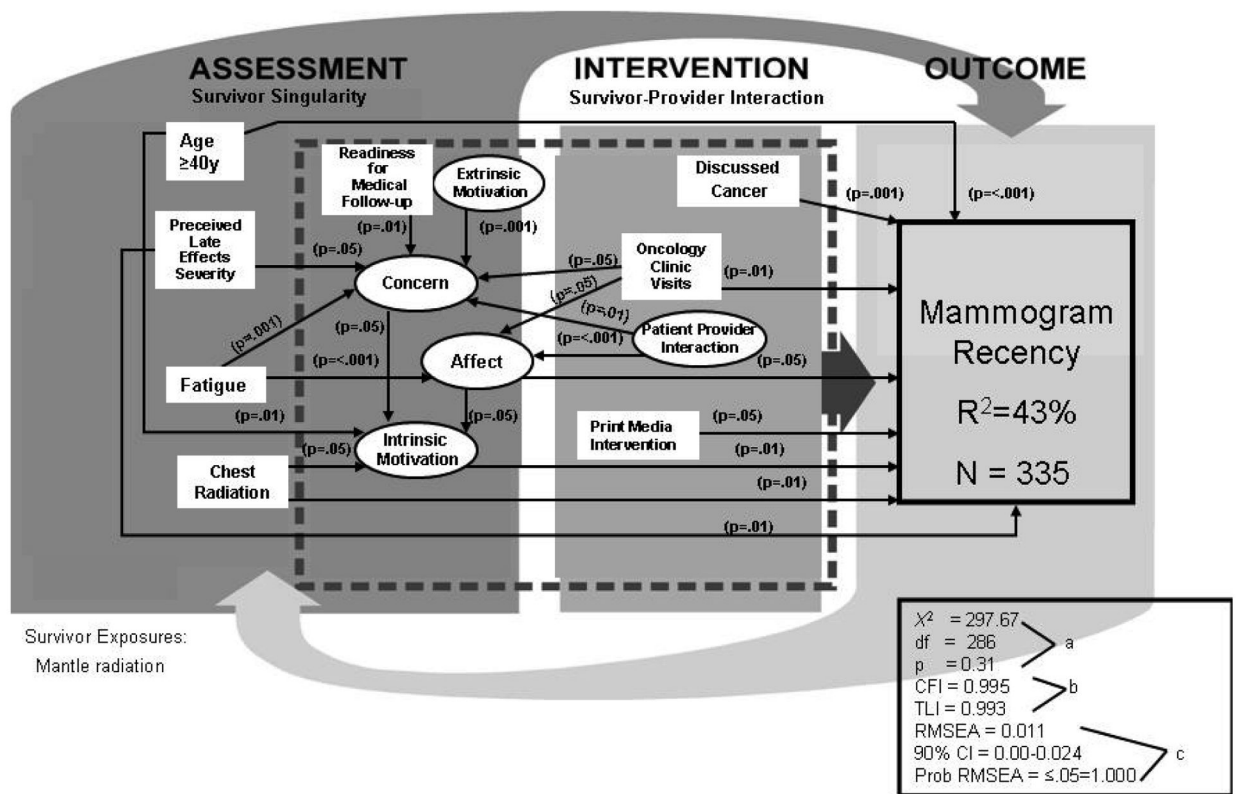 ASSESSMENT
Survivor Singularity
INTERVENTION
Survivor-Provider Interaction
OUTCOME
Age
≥40y
Readiness
for
Medical
Follow-up
Extrinsic
Motivation
Discussed
Cancer
(p=.001)
(p=<.001)
(p=.01)
(p=.001)
Preceived
Late
Effects
Severity
(p=.05)
Concern
(p=.05)
Oncology
Clinic
Visits
(p=.01)
(p=.05)
(p=.01)
(p=.001)
(p=.05)
Patient Provider
Interaction
(p=<.001)
(p=<.001)
Affect
(p=.05)
Fatigue
(p=.01)
(p=.05)
Print Media
Intervention
(p=.05)
(p=.05)
Intrinsic
Motivation
(p=.01)
Chest
Radiation
(p=.01)
(p=.01)
Mammogram
Recency
R²=43%
N = 335
Survivor Exposures:
Mantle radiation
X² = 297.67
df = 286
p = 0.31
a
CFI = 0.995
TLI = 0.993
b
RMSEA = 0.011
90% CI = 0.00-0.024
Prob RMSEA = ≤.05=1.000
c